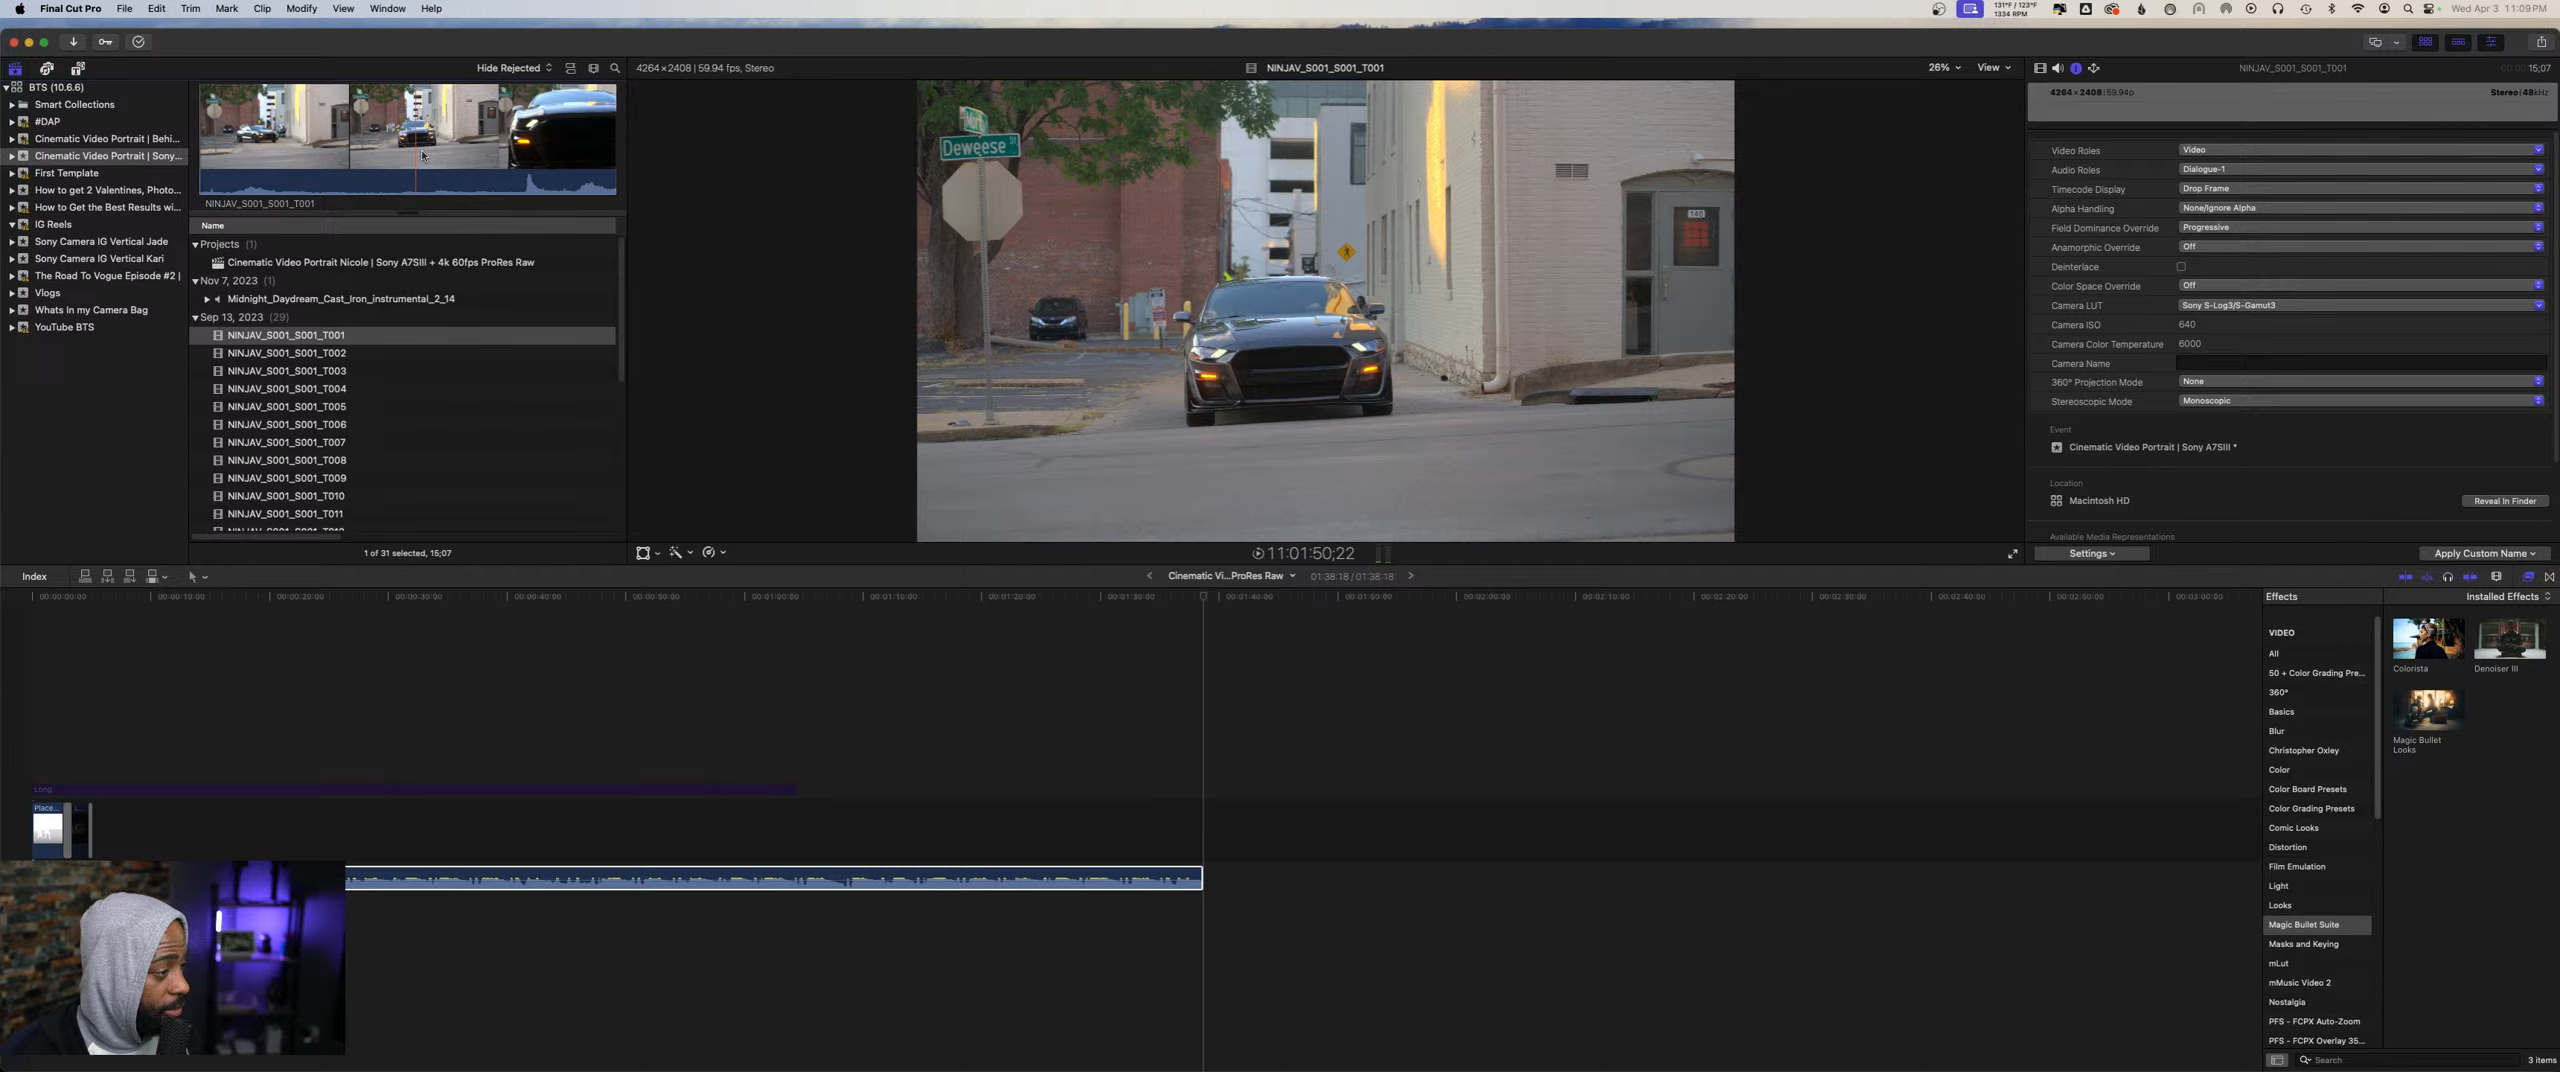 Final Cut Pro File Edit Trim Mark Clip Modify View Window Help
131°F / 123°F
1334 RPM
Wed Apr 3 11:09 PM
Hide Rejected
BTS (10.6.6)
Smart Collections
#DAP
Cinematic Video Portrait | Behi...
Cinematic Video Portrait | Sony...
First Template
How to get 2 Valentines, Photo...
How to Get the Best Results wi...
IG Reels
Sony Camera IG Vertical Jade
Sony Camera IG Vertical Kari
The Road To Vogue Episode #2 |
Vlogs
Whats In my Camera Bag
YouTube BTS
NINJAV_S001_S001_T001
Name
Projects (1)
Cinematic Video Portrait Nicole | Sony A7SIII + 4k 60fps ProRes Raw
Nov 7, 2023 (1)
Midnight_Daydream_Cast_Iron_instrumental_2_14
Sep 13, 2023 (29)
NINJAV_S001_S001_T001
NINJAV_S001_S001_T002
NINJAV_S001_S001_T003
NINJAV_S001_S001_T004
NINJAV_S001_S001_T005
NINJAV_S001_S001_T006
NINJAV_S001_S001_T007
NINJAV_S001_S001_T008
NINJAV_S001_S001_T009
NINJAV_S001_S001_T010
NINJAV_S001_S001_T011
1 of 31 selected, 15;07
4264 × 2408 | 59.94 fps, Stereo
NINJAV_S001_S001_T001
26% View
Deweese St
140
11:01:50;22
NINJAV_S001_S001_T001
00:00:15;07
4264 × 2408 | 59.94p
Stereo | 48kHz
Video Roles Video
Audio Roles Dialogue-1
Timecode Display Drop Frame
Alpha Handling None/Ignore Alpha
Field Dominance Override Progressive
Anamorphic Override Off
Deinterlace
Color Space Override Off
Camera LUT Sony S-Log3/S-Gamut3
Camera ISO 640
Camera Color Temperature 6000
Camera Name
360° Projection Mode None
Stereoscopic Mode Monoscopic
Event
Cinematic Video Portrait | Sony A7SIII *
Location
Macintosh HD
Reveal In Finder
Available Media Representations
Settings
Apply Custom Name
Index
Cinematic Vi...ProRes Raw
01:38:18 / 01:38:18
00:00:00:00 00:00:10:00 00:00:20:00 00:00:30:00 00:00:40:00 00:00:50:00 00:01:00:00 00:01:10:00 00:01:20:00 00:01:30:00 00:01:40:00 00:01:50:00 00:02:00:00 00:02:10:00 00:02:20:00 00:02:30:00 00:02:40:00 00:02:50:00 00:03:00:00
Long
Place...
L...
Effects
Installed Effects
VIDEO
All
50 + Color Grading Pre...
360°
Basics
Blur
Christopher Oxley
Color
Color Board Presets
Color Grading Presets
Comic Looks
Distortion
Film Emulation
Light
Looks
Magic Bullet Suite
Masks and Keying
mLut
mMusic Video 2
Nostalgia
PFS - FCPX Auto-Zoom
PFS - FCPX Overlay 35...
Colorista
Denoiser III
Magic Bullet
Looks
Search
3 items